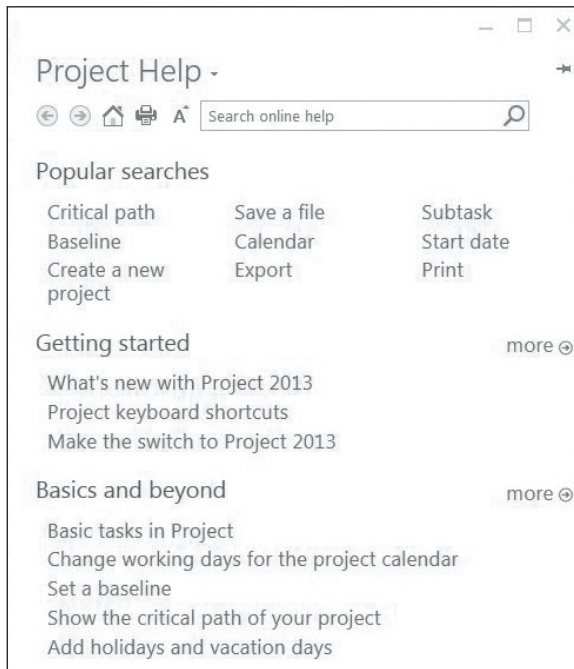 Project Help
Search online help
Popular searches
Critical path
Save a file
Subtask
Baseline
Calendar
Start date
Create a new
project
Export
Print
Getting started
more
What's new with Project 2013
Project keyboard shortcuts
Make the switch to Project 2013
Basics and beyond
more
Basic tasks in Project
Change working days for the project calendar
Set a baseline
Show the critical path of your project
Add holidays and vacation days